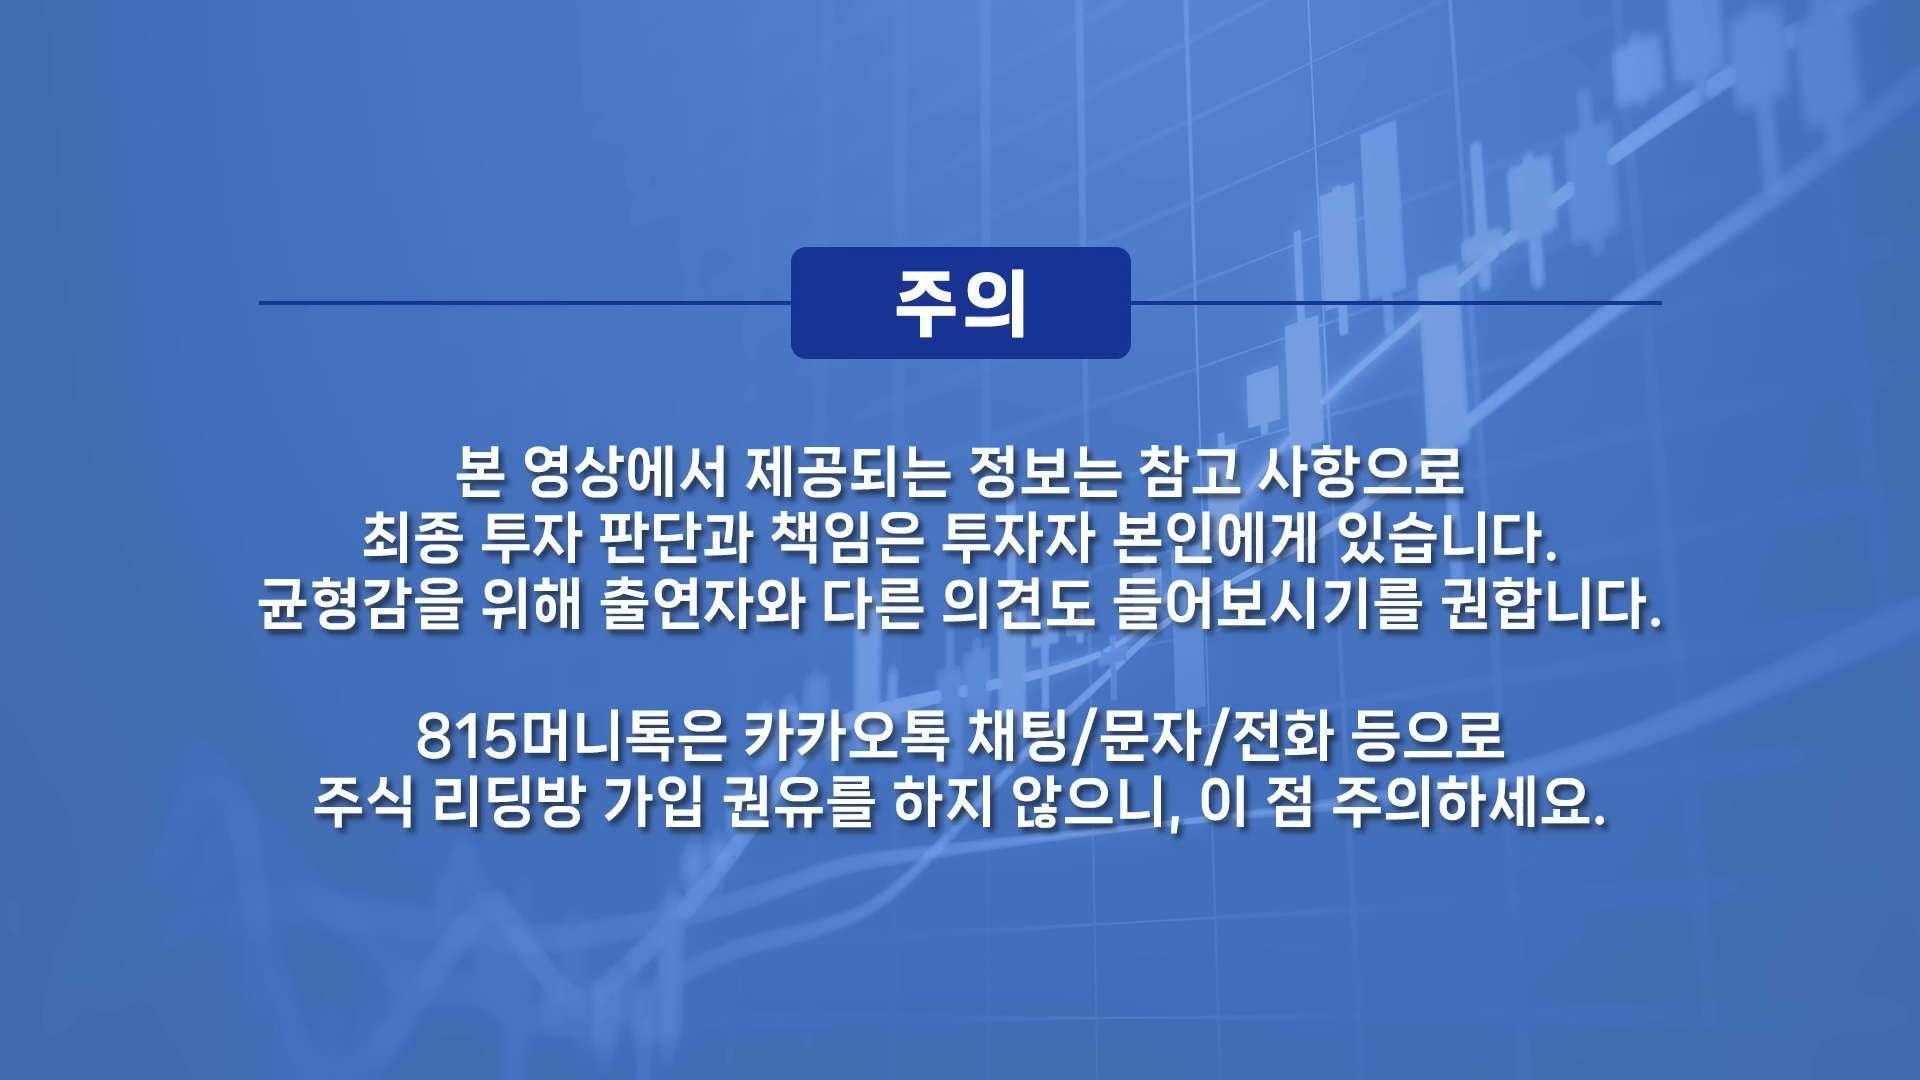 주의
본 영상에서 제공되는 정보는 참고 사항으로
최종 투자 판단과 책임은 투자자 본인에게 있습니다.
균형감을 위해 출연자와 다른 의견도 들어보시기를 권합니다.
815머니톡은 카카오톡 채팅/문자/전화 등으로
주식 리딩방 가입 권유를 하지 않으니, 이 점 주의하세요.